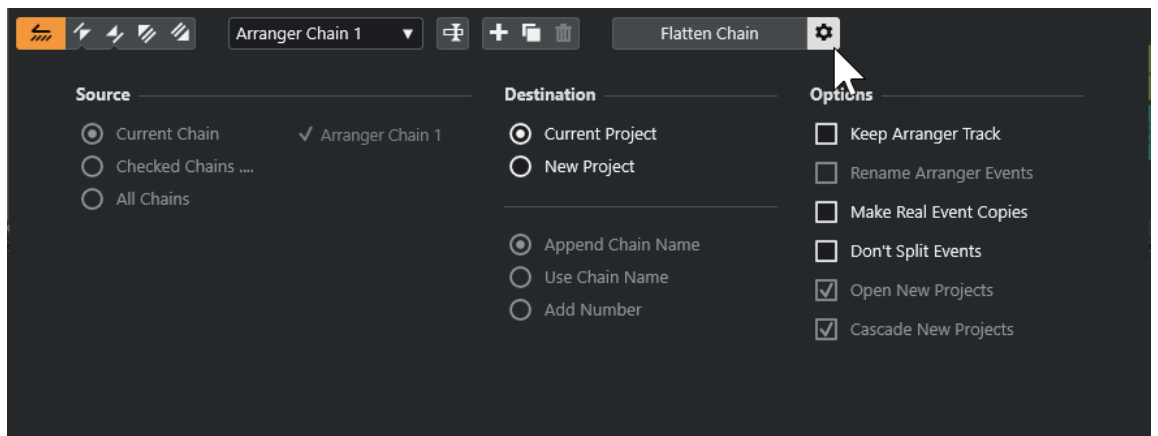 Arranger Chain 1
Flatten Chain
Source
Current Chain
Arranger Chain 1
Checked Chains ....
All Chains
Destination
Current Project
New Project
Append Chain Name
Use Chain Name
Add Number
Options
Keep Arranger Track
Rename Arranger Events
Make Real Event Copies
Don't Split Events
Open New Projects
Cascade New Projects